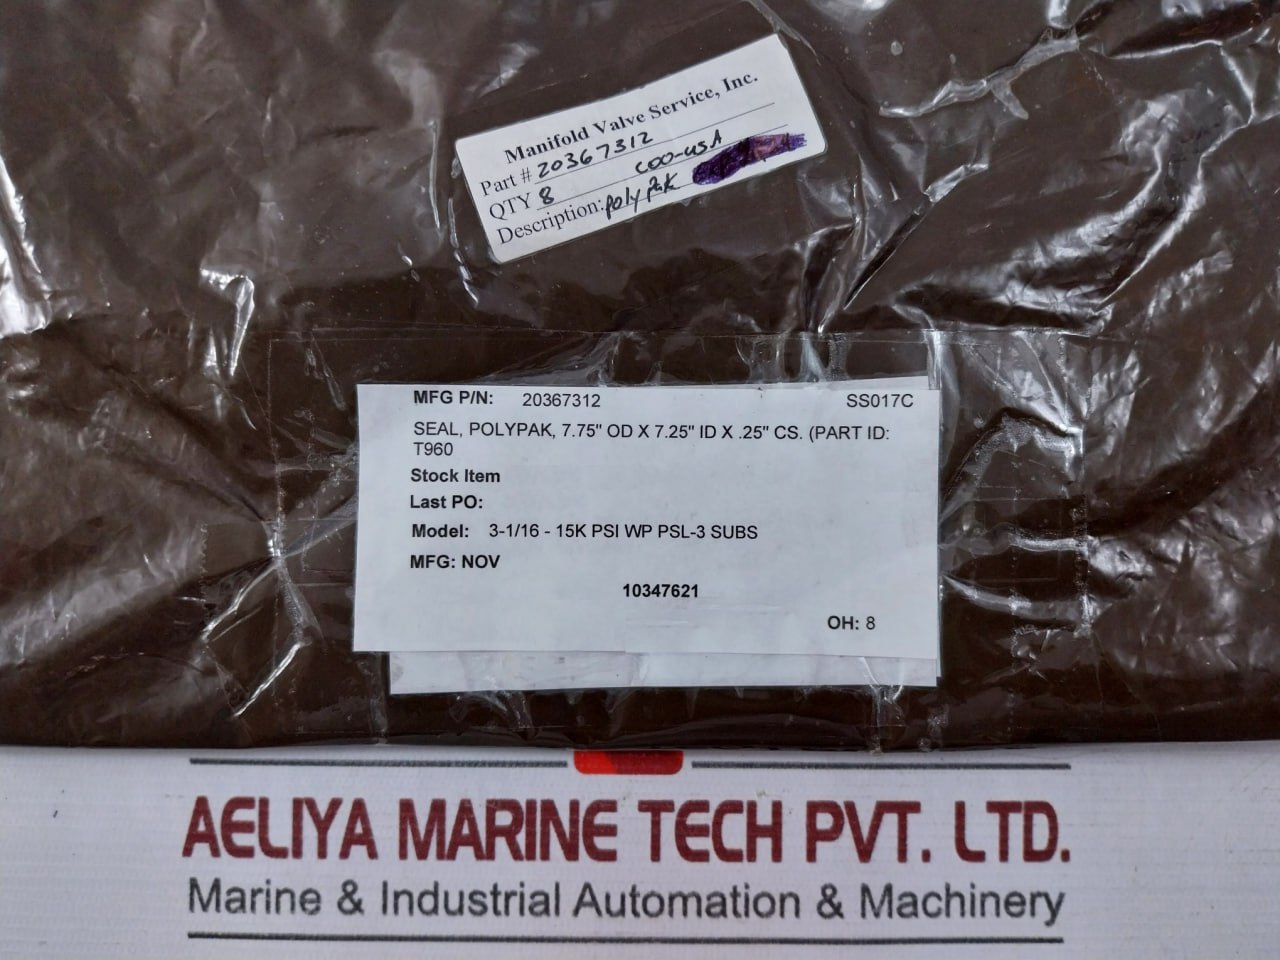 Manifold Valve Service, Inc.
Part # 20367312
QTY 8 COO-USA
Description: polypak
MFG P/N: 20367312 SS017C
SEAL, POLYPAK, 7.75" OD X 7.25" ID X .25" CS. (PART ID:
T960
Stock Item
Last PO:
Model: 3-1/16 - 15K PSI WP PSL-3 SUBS
MFG: NOV
10347621
OH: 8
AELIYA MARINE TECH PVT. LTD.
Marine & Industrial Automation & Machinery